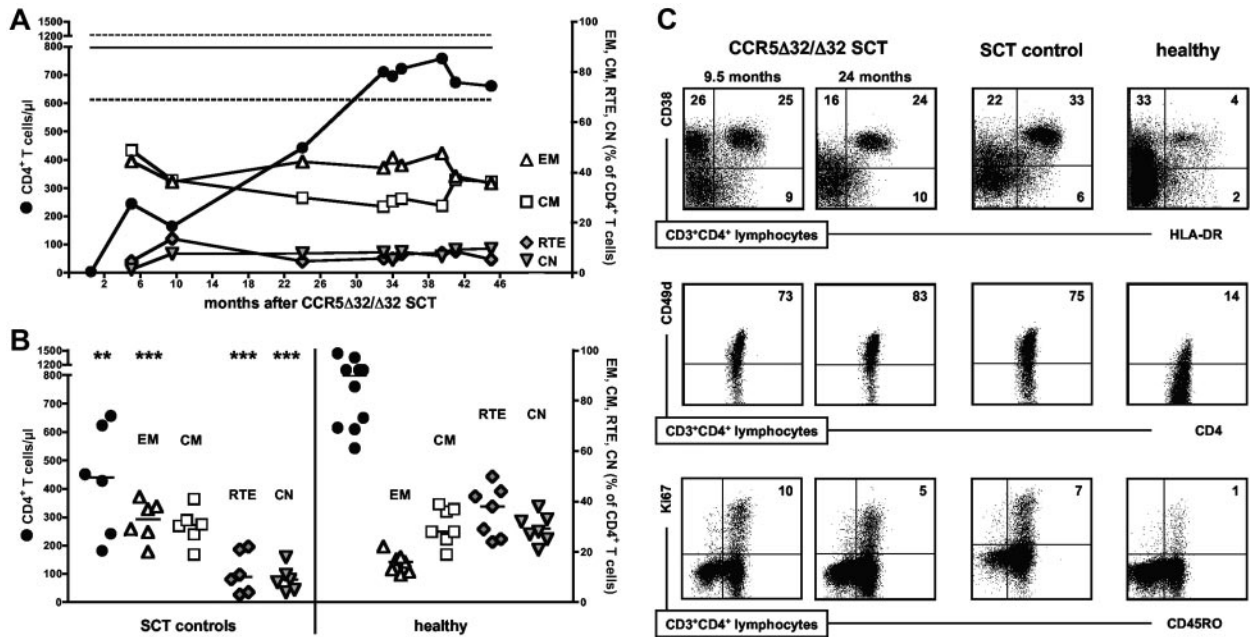 A
1500
1200
800
700
600
500
400
300
200
100
0
CD4⁺ T cells/µl
100
80
60
40
20
0
EM, CM, RTE, CN (% of CD4⁺ T cells)
EM
CM
RTE
CN
2 6 10 14 18 22 26 30 34 38 42 46
months after CCR5Δ32/Δ32 SCT
B
** *** *** ***
1500
1200
800
700
600
500
400
300
200
100
0
CD4⁺ T cells/µl
EM CM
RTE CN
RTE CN
CM
EM
100
80
60
40
20
0
EM, CM, RTE, CN (% of CD4⁺ T cells)
SCT controls healthy
C
CCR5Δ32/Δ32 SCT SCT control healthy
9.5 months 24 months
CD38
26 25 16 24 22 33 33 4
9 10 6 2
CD3⁺CD4⁺ lymphocytes HLA-DR
CD49d
73 83 75 14
CD3⁺CD4⁺ lymphocytes CD4
Ki67
10 5 7 1
CD3⁺CD4⁺ lymphocytes CD45RO